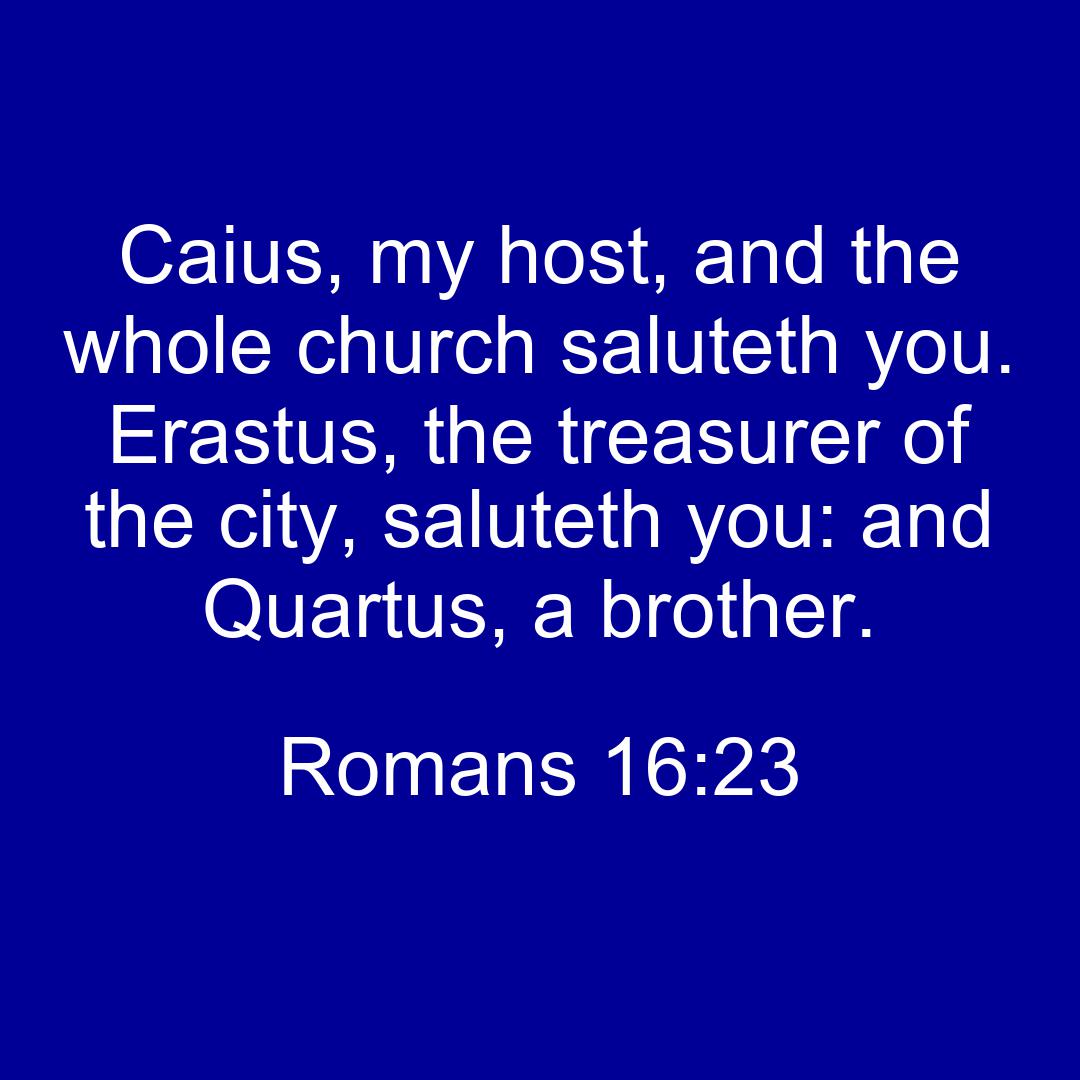 Caius, my host, and the
whole church saluteth you.
Erastus, the treasurer of
the city, saluteth you: and
Quartus, a brother.
Romans 16:23